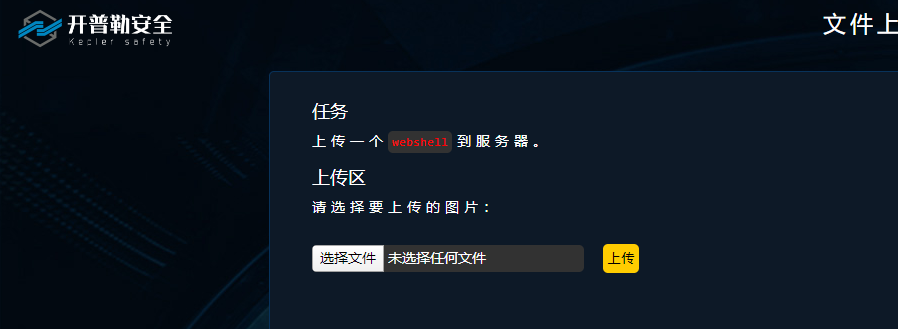 开普勒安全
Kepler safety
文件上
任务
上传一个 webshell 到服务器。
上传区
请选择要上传的图片：
选择文件 未选择任何文件 上传